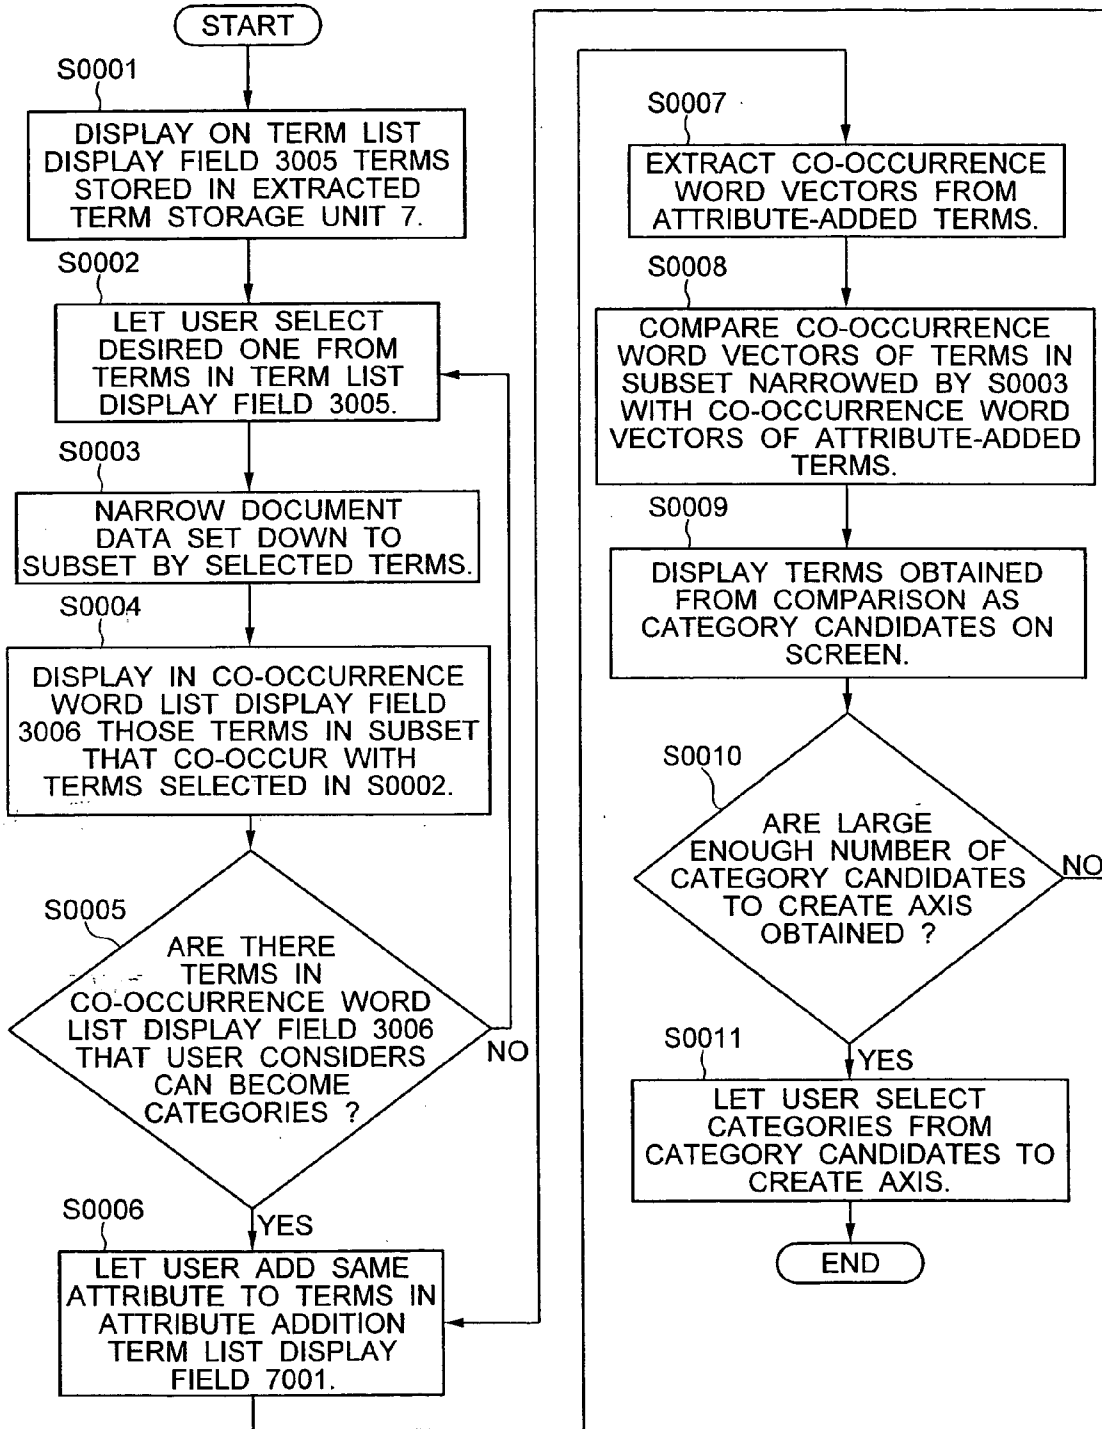 START
S0001
DISPLAY ON TERM LIST
DISPLAY FIELD 3005 TERMS
STORED IN EXTRACTED
TERM STORAGE UNIT 7.
S0002
LET USER SELECT
DESIRED ONE FROM
TERMS IN TERM LIST
DISPLAY FIELD 3005.
S0003
NARROW DOCUMENT
DATA SET DOWN TO
SUBSET BY SELECTED TERMS.
S0004
DISPLAY IN CO-OCCURRENCE
WORD LIST DISPLAY FIELD
3006 THOSE TERMS IN SUBSET
THAT CO-OCCUR WITH
TERMS SELECTED IN S0002.
S0005
ARE THERE
TERMS IN
CO-OCCURRENCE WORD
LIST DISPLAY FIELD 3006
THAT USER CONSIDERS
CAN BECOME
CATEGORIES ?
NO
YES
S0006
LET USER ADD SAME
ATTRIBUTE TO TERMS IN
ATTRIBUTE ADDITION
TERM LIST DISPLAY
FIELD 7001.
S0007
EXTRACT CO-OCCURRENCE
WORD VECTORS FROM
ATTRIBUTE-ADDED TERMS.
S0008
COMPARE CO-OCCURRENCE
WORD VECTORS OF TERMS IN
SUBSET NARROWED BY S0003
WITH CO-OCCURRENCE WORD
VECTORS OF ATTRIBUTE-ADDED
TERMS.
S0009
DISPLAY TERMS OBTAINED
FROM COMPARISON AS
CATEGORY CANDIDATES ON
SCREEN.
S0010
ARE LARGE
ENOUGH NUMBER OF
CATEGORY CANDIDATES
TO CREATE AXIS
OBTAINED ?
NO
YES
S0011
LET USER SELECT
CATEGORIES FROM
CATEGORY CANDIDATES TO
CREATE AXIS.
END